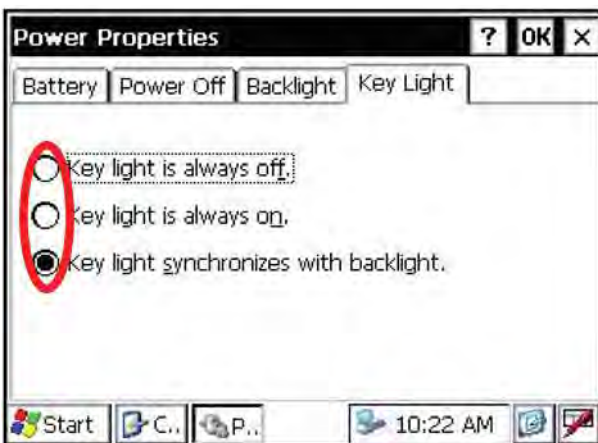 Power Properties ? OK ×
Battery Power Off Backlight Key Light
Key light is always off.
Key light is always on.
Key light synchronizes with backlight.
Start C.. P.. 10:22 AM